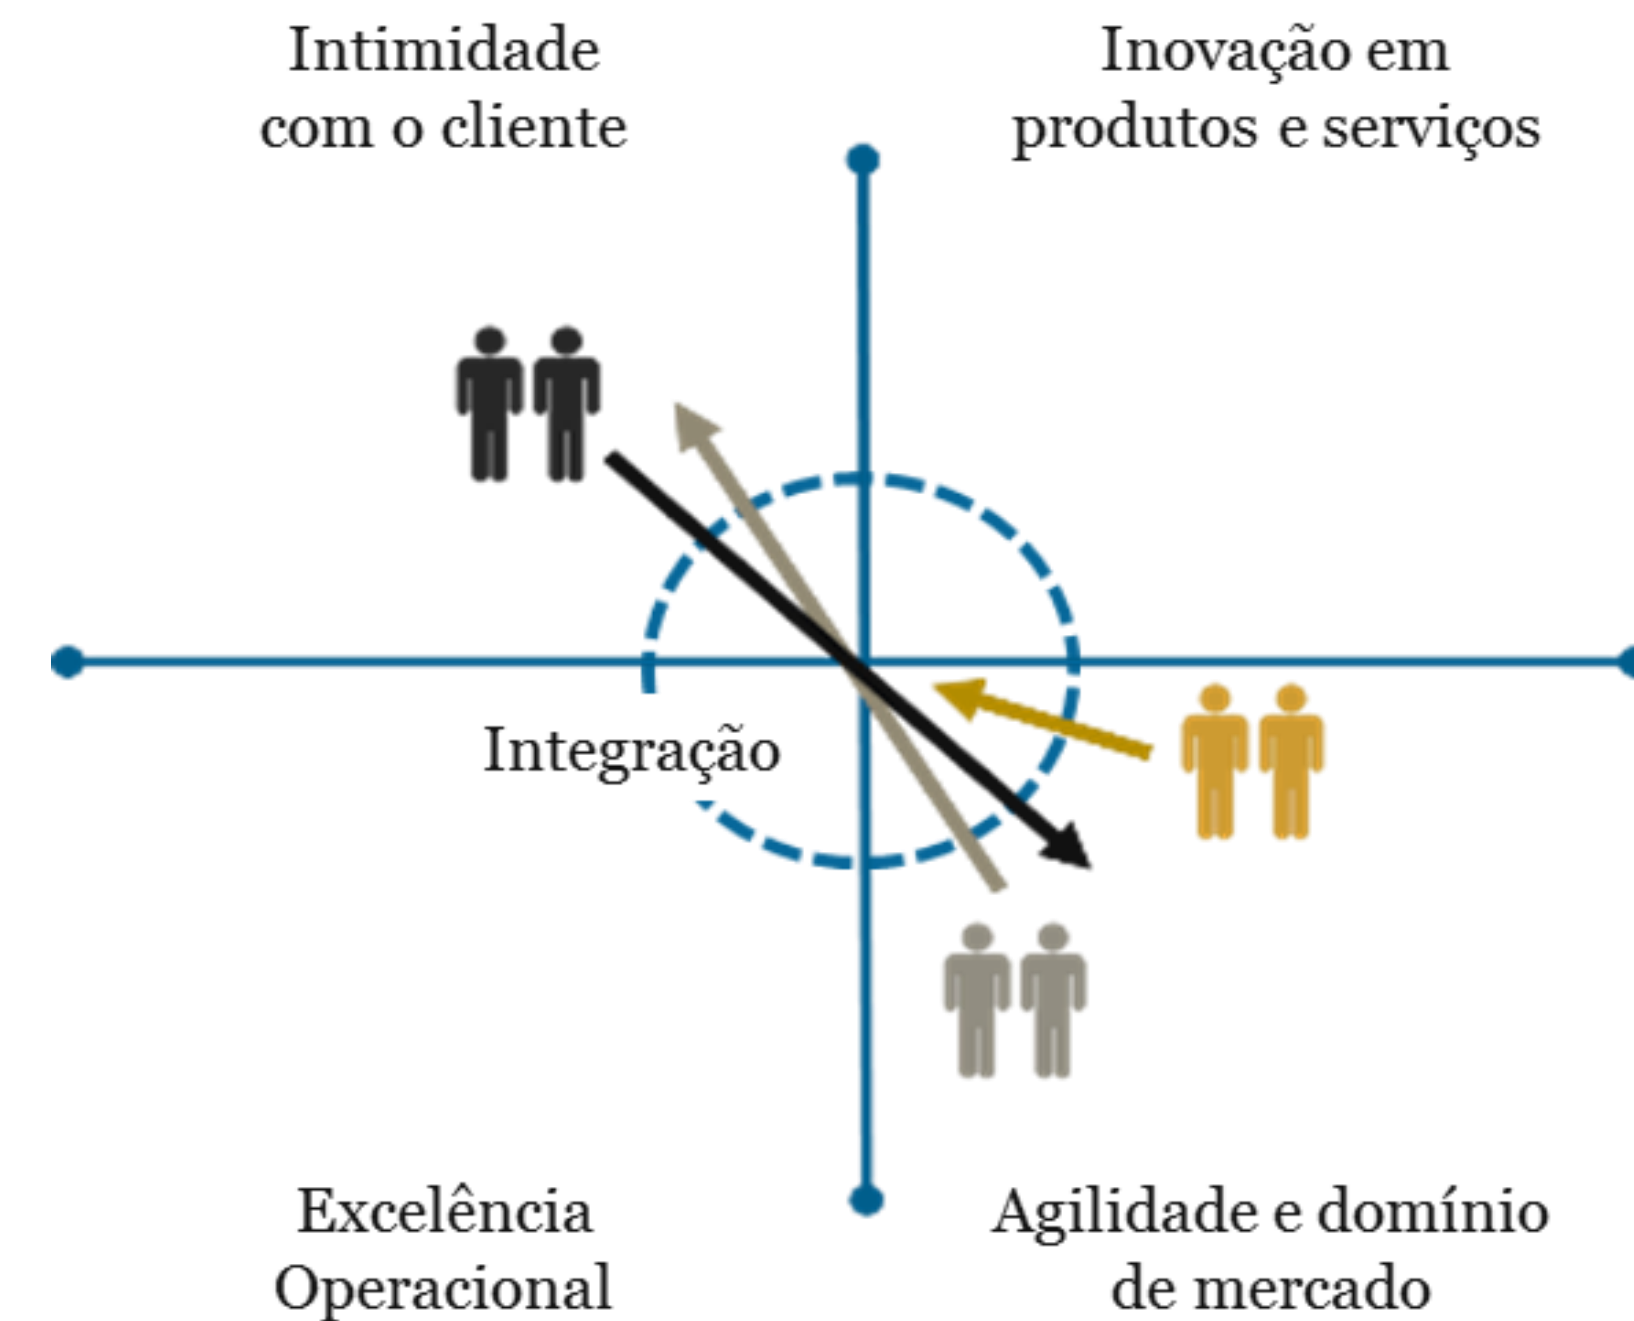 Intimidade
com o cliente
Inovação em
produtos e serviços
Integração
Excelência
Operacional
Agilidade e domínio
de mercado